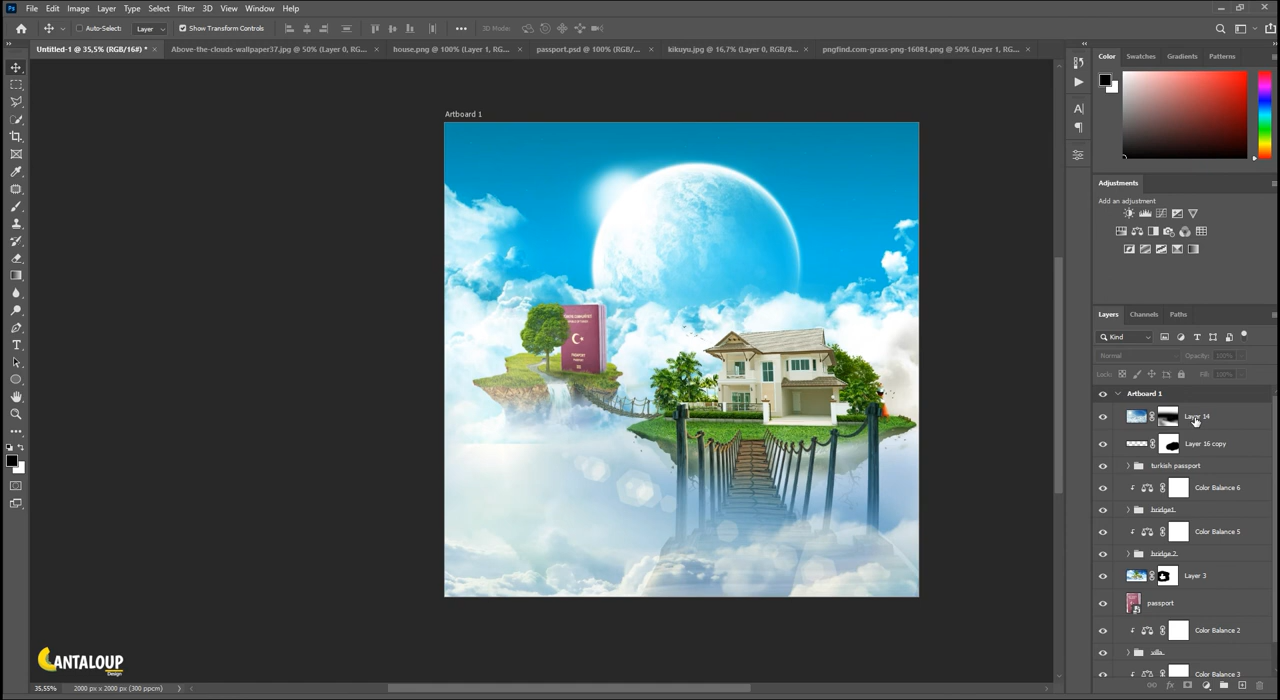 File Edit Image Layer Type Select Filter 3D View Window Help
Auto-Select: Layer Show Transform Controls 3D Mode:
Untitled-1 @ 35,5% (RGB/16#) * Above-the-clouds-wallpaper37.jpg @ 50% (Layer 0, RG... house.png @ 100% (Layer 1, RG... passport.psd @ 100% (RGB/... kikuyu.jpg @ 16,7% (Layer 0, RGB/8... pngfind.com-grass-png-16081.png @ 50% (Layer 1, RG...
Color Swatches Gradients Patterns
Artboard 1
Adjustments
Add an adjustment
Layers Channels Paths
Kind
Normal Opacity: 100%
Lock: Fill: 100%
Artboard 1
Layer 14
Layer 16 copy
turkish passport
Color Balance 6
bridge1
Color Balance 5
bridge 2
Layer 3
passport
Color Balance 2
villa
Color Balance 3
CANTALOUP
Design
35,55% 2000 px x 2000 px (300 ppcm)